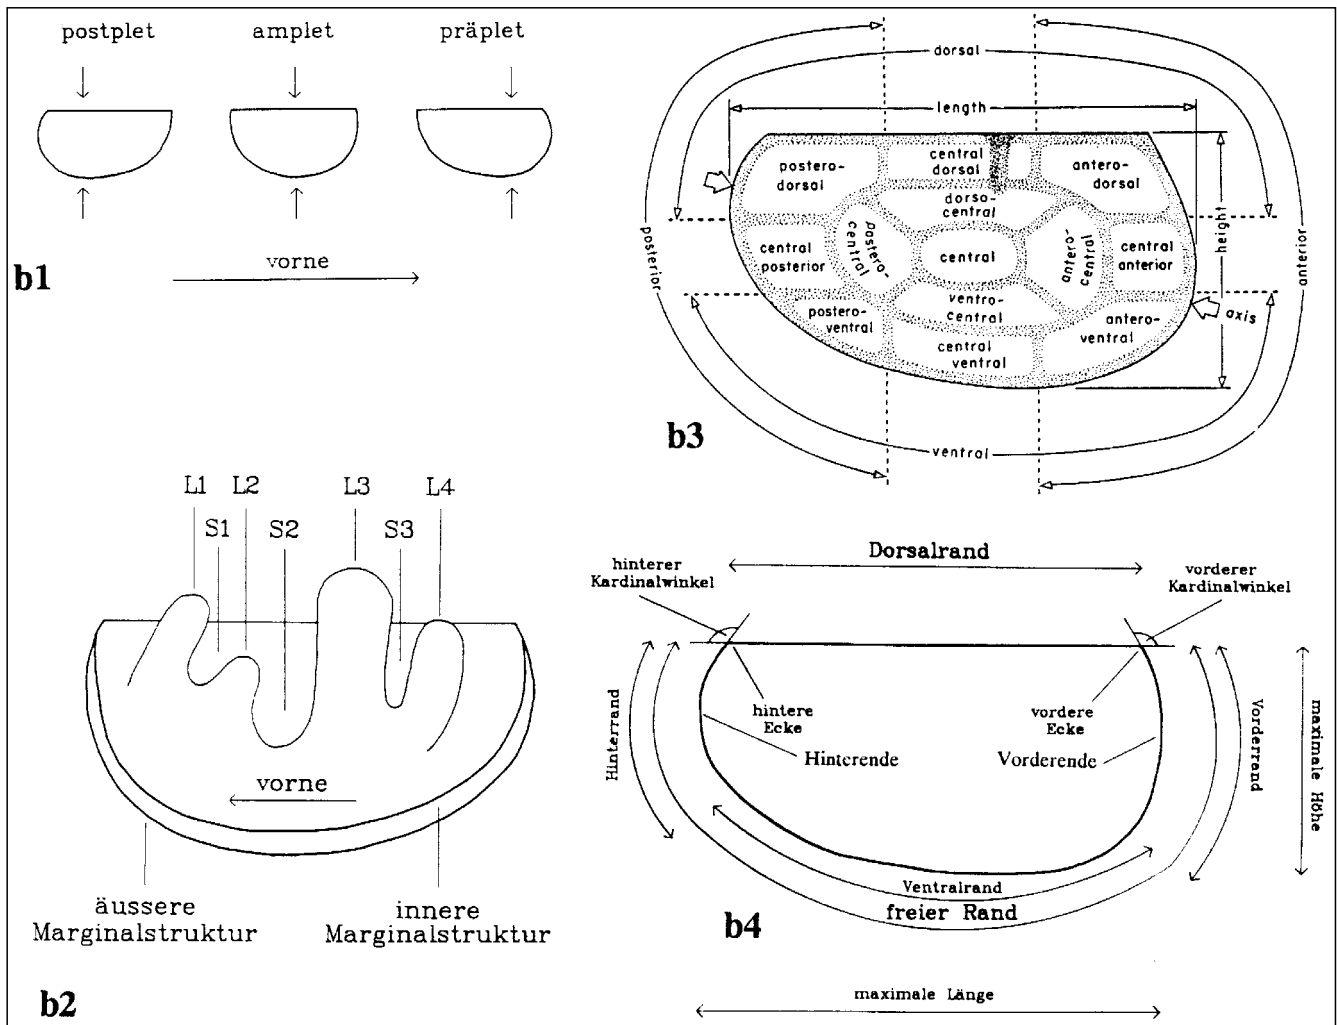 postplet
amplet
präplet
vorne
b1
dorsal
length
postero-
dorsal
central
dorsal
antero-
dorsal
dorso-
central
postero-
central
central
posterior
central
antero-
central
central
anterior
ventro-
central
postero-
ventral
antero-
ventral
central
ventral
posterior
height
anterior
axis
ventral
b3
L1
L2
L3
L4
S1
S2
S3
vorne
äussere
Marginalstruktur
innere
Marginalstruktur
b2
Dorsalrand
hinterer
Kardinalwinkel
vorderer
Kardinalwinkel
hintere
Ecke
vordere
Ecke
Hinterende
Vorderende
Hinterrand
Vorderrand
maximale Höhe
Ventralrand
freier Rand
b4
maximale Länge